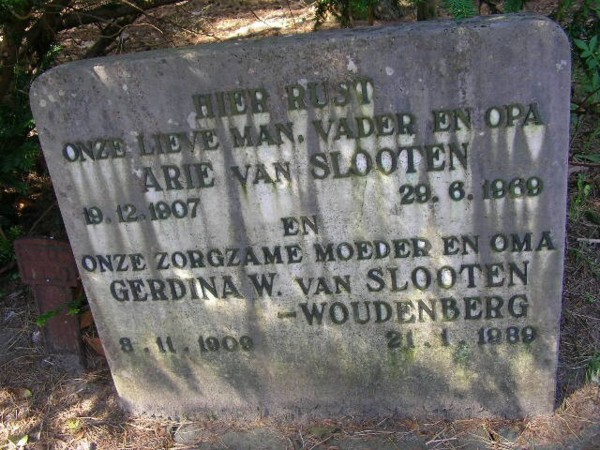 HIER RUST
ONZE LIEVE MAN, VADER EN OPA
ARIE VAN SLOOTEN
19.12.1907 29.6.1969
EN
ONZE ZORGZAME MOEDER EN OMA
GERDINA W. VAN SLOOTEN
-WOUDENBERG
8.11.1909 21.1.1989